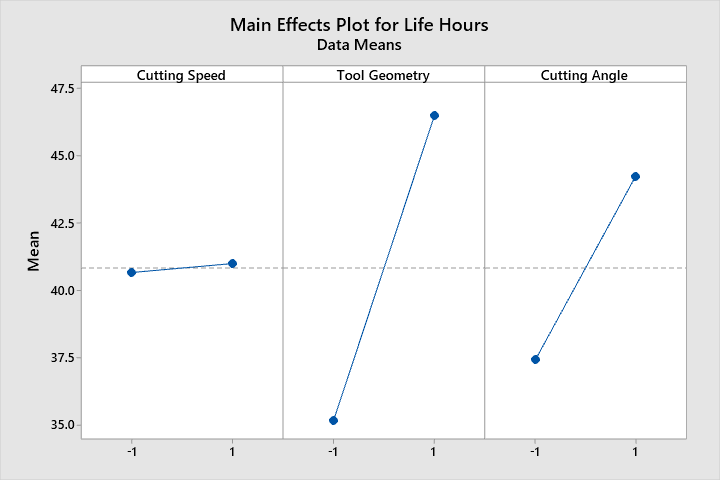 Main Effects Plot for Life Hours
Data Means
Cutting Speed Tool Geometry Cutting Angle
47.5
45.0
42.5
40.0
37.5
35.0
Mean
-1 1 -1 1 -1 1